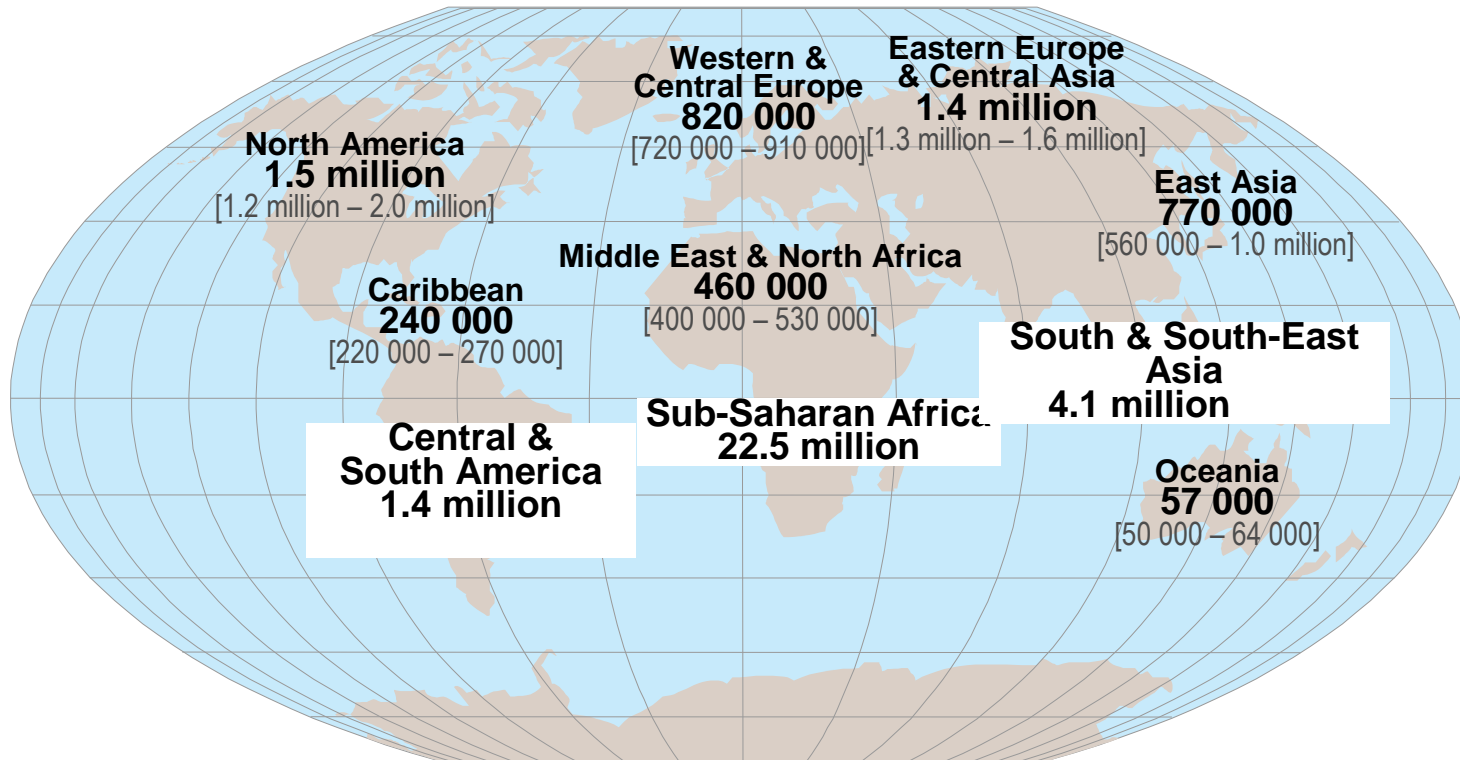 Western &
Central Europe
820 000
[720 000 – 910 000]
Eastern Europe
& Central Asia
1.4 million
[1.3 million – 1.6 million]
North America
1.5 million
[1.2 million – 2.0 million]
East Asia
770 000
[560 000 – 1.0 million]
Middle East & North Africa
460 000
[400 000 – 530 000]
Caribbean
240 000
[220 000 – 270 000]
South & South-East
Asia
4.1 million
Sub-Saharan Africa
22.5 million
Central &
South America
1.4 million
Oceania
57 000
[50 000 – 64 000]